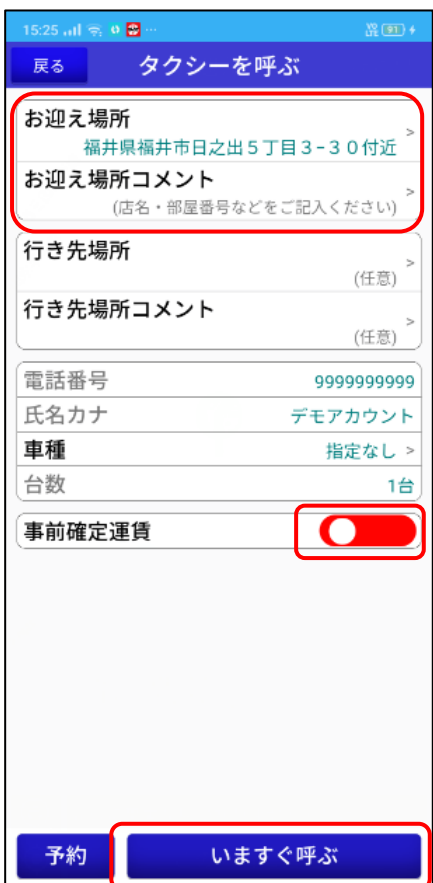 15:25
91
戻る
タクシーを呼ぶ
お迎え場所
福井県福井市日之出5丁目3-30付近 >
お迎え場所コメント
(店名・部屋番号などをご記入ください) >
行き先場所
(任意) >
行き先場所コメント
(任意) >
電話番号 9999999999
氏名カナ デモアカウント
車種 指定なし >
台数 1台
事前確定運賃
予約 いますぐ呼ぶ